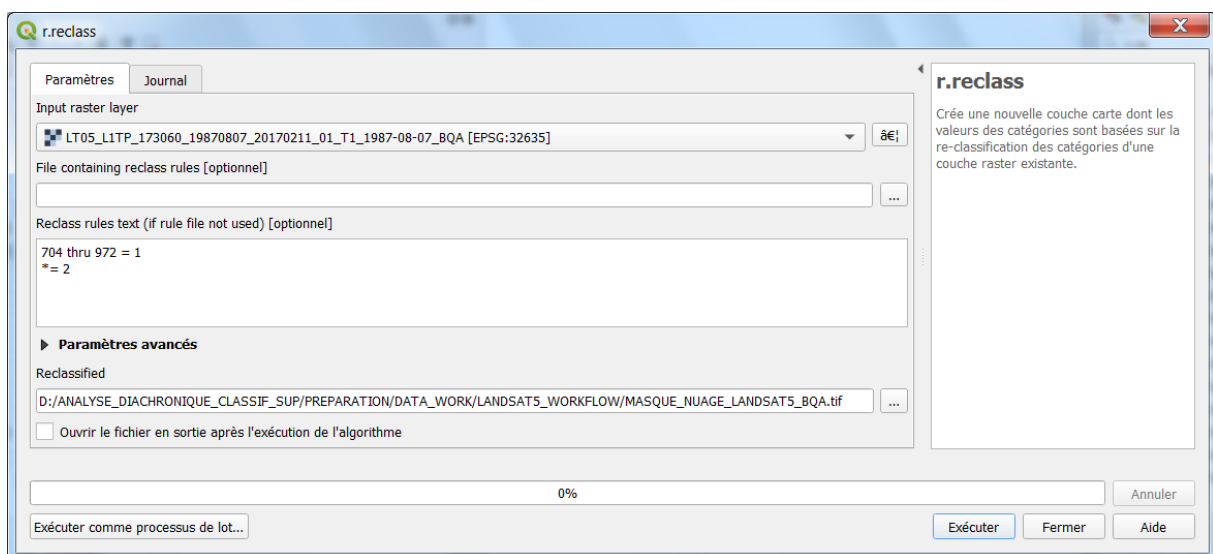 r.reclass
Paramètres
Journal
Input raster layer
LT05_L1TP_173060_19870807_20170211_01_T1_1987-08-07_BQA [EPSG:32635]
â€¦
File containing reclass rules [optionnel]
...
Reclass rules text (if rule file not used) [optionnel]
704 thru 972 = 1
*= 2
Paramètres avancés
Reclassified
D:/ANALYSE_DIACHRONIQUE_CLASSIF_SUP/PREPARATION/DATA_WORK/LANDSAT5_WORKFLOW/MASQUE_NUAGE_LANDSAT5_BQA.tif
...
Ouvrir le fichier en sortie après l'exécution de l'algorithme
r.reclass
Crée une nouvelle couche carte dont les
valeurs des catégories sont basées sur la
re-classification des catégories d'une
couche raster existante.
0%
Annuler
Exécuter comme processus de lot...
Exécuter
Fermer
Aide